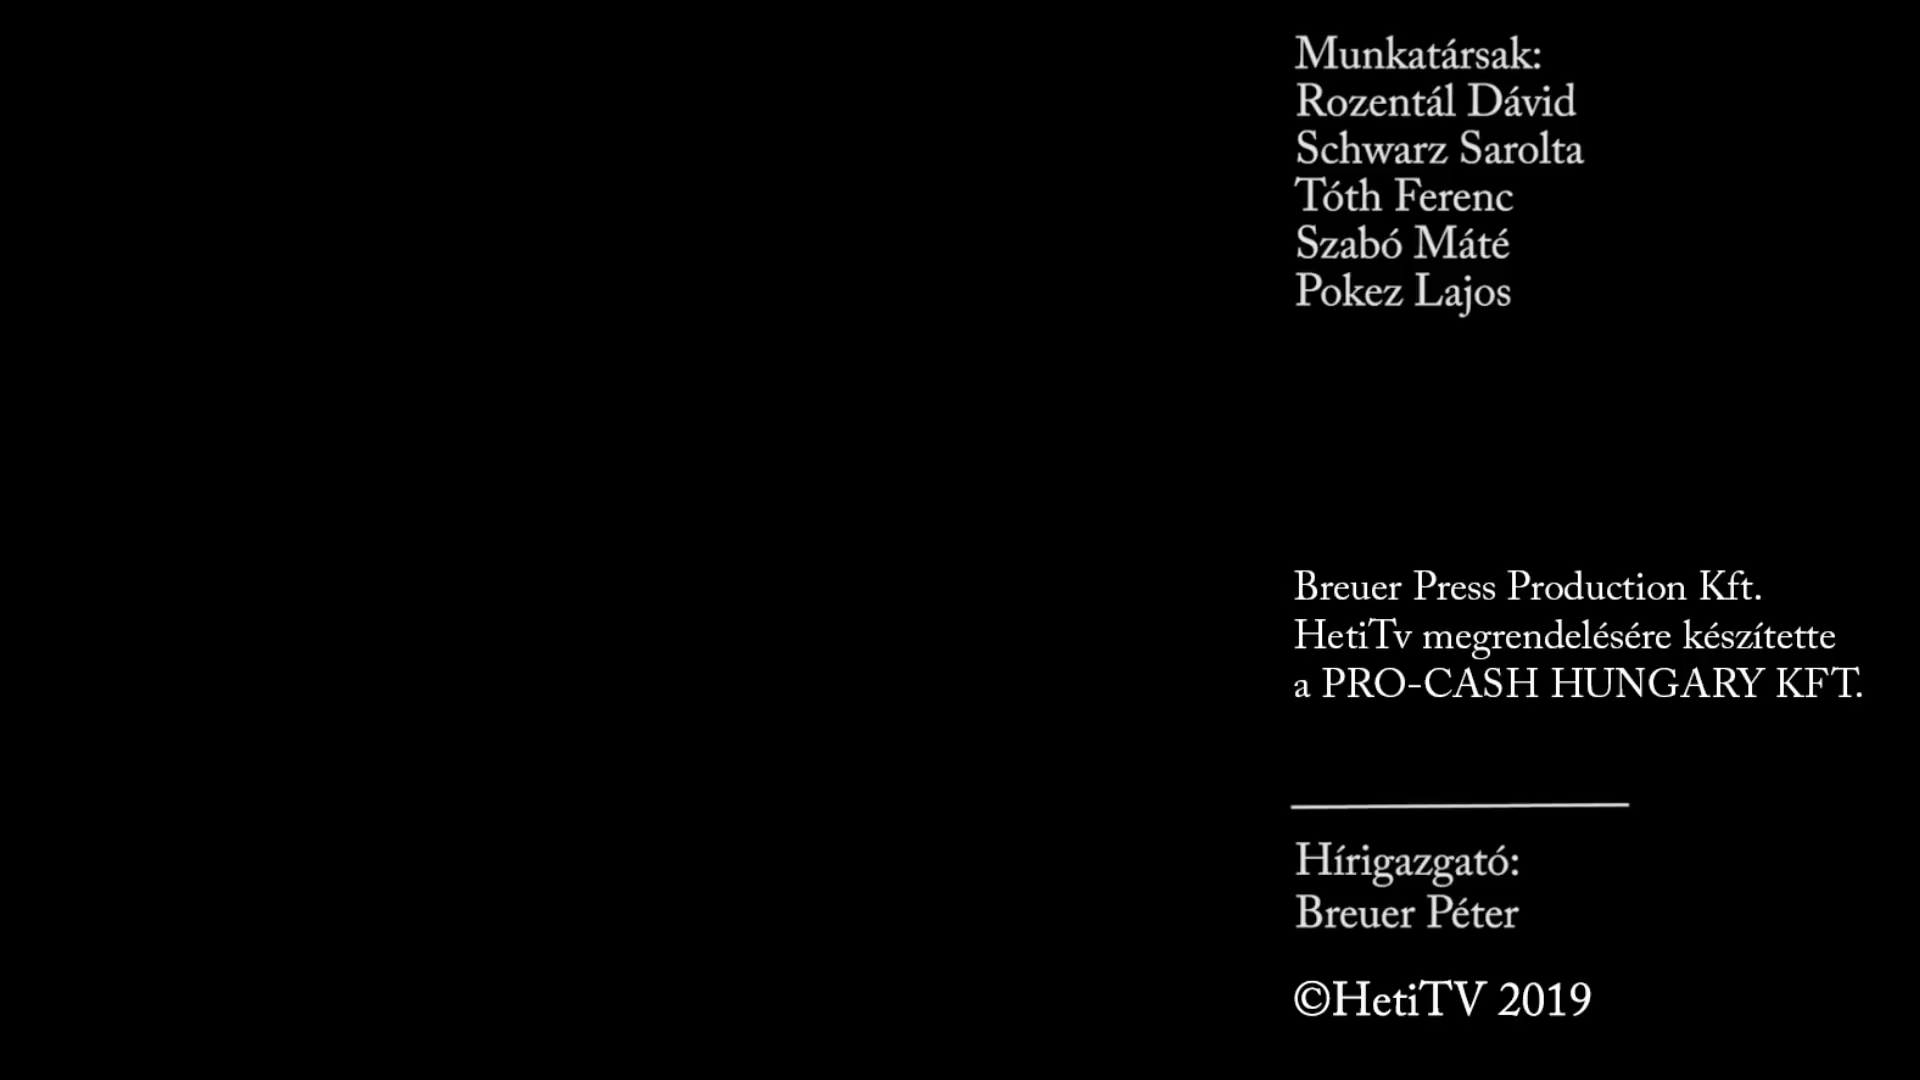 Munkatársak:
Rozentál Dávid
Schwarz Sarolta
Tóth Ferenc
Szabó Máté
Pokez Lajos
Breuer Press Production Kft.
HetiTv megrendelésére készítette
a PRO-CASH HUNGARY KFT.
Hírigazgató:
Breuer Péter
©HetiTV 2019